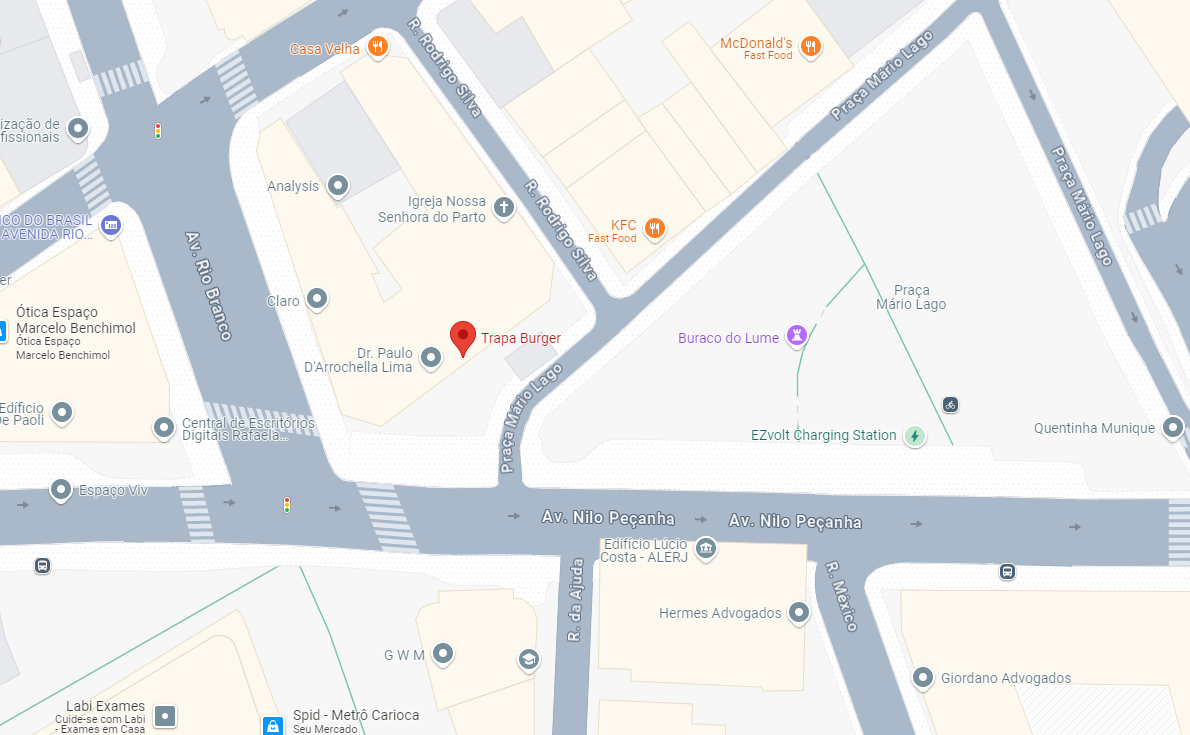 Casa Velha
R. Rodrigo Silva
McDonald's
Fast Food
Praça Mário Lago
ização de
fissionais
Analysis
Igreja Nossa
Senhora do Parto
R. Rodrigo Silva
KFC
Fast Food
Praça Mário Lago
CO DO BRASIL
AVENIDA RIO...
Av. Rio Branco
er
Claro
Praça
Mário Lago
Ótica Espaço
Marcelo Benchimol
Ótica Espaço
Marcelo Benchimol
Trapa Burger
Buraco do Lume
Dr. Paulo
D'Arrochella Lima
Praça Mário Lago
Edifício
De Paoli
Central de Escritórios
Digitais Rafaela...
EZvolt Charging Station
Quentinha Munique
Espaço Viv
Av. Nilo Peçanha
Av. Nilo Peçanha
Edifício Lúcio
Costa - ALERJ
R. da Ajuda
R. México
Hermes Advogados
G W M
Giordano Advogados
Labi Exames
Cuide-se com Labi
- Exames em Casa
Spid - Metrô Carioca
Seu Mercado